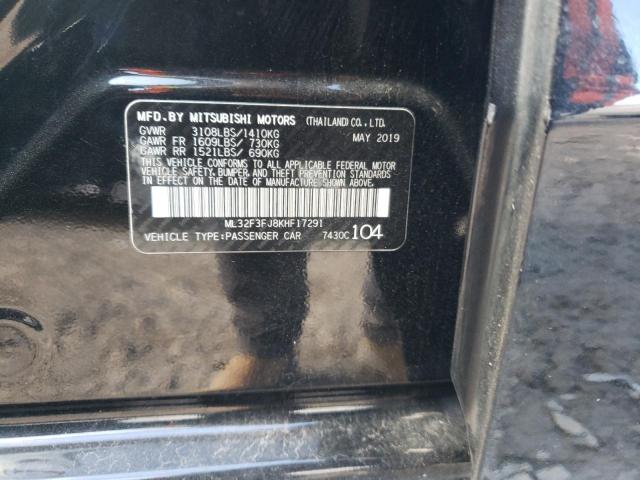 MFD.BY MITSUBISHI MOTORS (THAILAND) CO.,LTD.
GVWR 3108LBS/1410KG MAY 2019
GAWR FR 1609LBS/ 730KG
GAWR RR 1521LBS/ 690KG
THIS VEHICLE CONFORMS TO ALL APPLICABLE FEDERAL MOTOR
VEHICLE SAFETY, BUMPER, AND THEFT PREVENTION STANDARDS
IN EFFECT ON THE DATE OF MANUFACTURE SHOWN ABOVE.
ML32F3FJ8KHF17291
VEHICLE TYPE:PASSENGER CAR 7430C 104